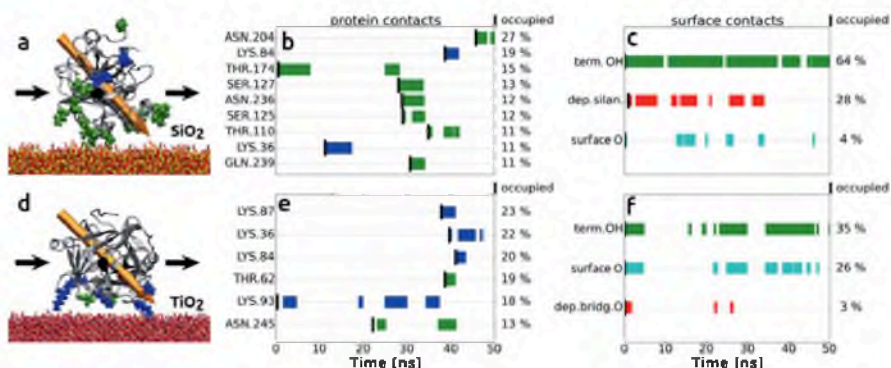 protein contacts
occupied
surface contacts
occupied
a
SiO2
b
ASN.204
27 %
LYS.84
19 %
THR.174
15 %
SER.127
13 %
ASN.236
12 %
SER.125
12 %
THR.110
11 %
LYS.36
11 %
GLN.239
11 %
c
term. OH
64 %
dep.silan.
28 %
surface O
4 %
occupied
occupied
d
TiO2
e
LYS.87
23 %
LYS.36
22 %
LYS.84
20 %
THR.62
19 %
LYS.93
18 %
ASN.245
13 %
0 10 20 30 40 50
Time [ns]
f
term.OH
35 %
surface O
26 %
dep.bridg.O
3 %
0 10 20 30 40 50
Time [ns]